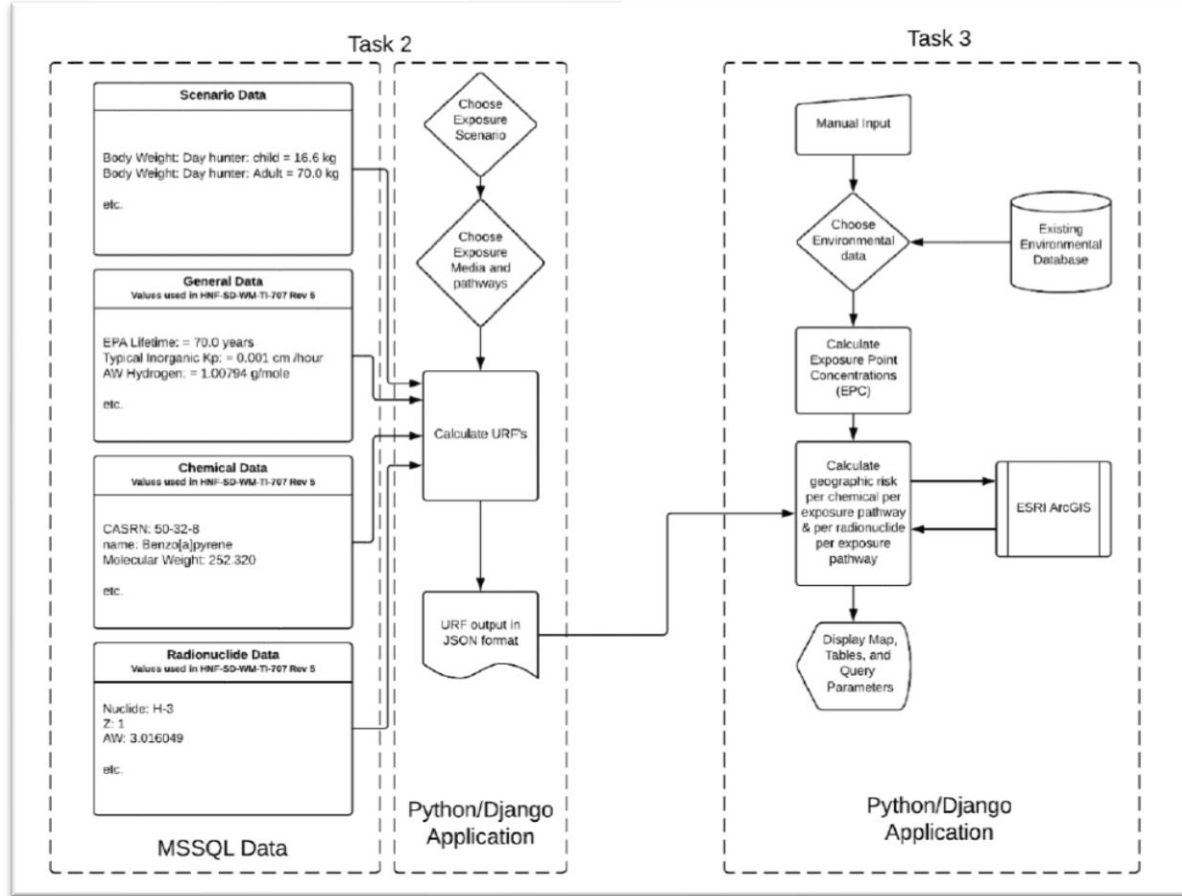 Task 2
Scenario Data
Body Weight: Day hunter: child = 16.6 kg
Body Weight: Day hunter: Adult = 70.0 kg
etc.
General Data
Values used in HNF-SD-WM-TI-707 Rev 5
EPA Lifetime: = 70.0 years
Typical Inorganic Kp: = 0.001 cm /hour
AW Hydrogen: = 1.00794 g/mole
etc.
Chemical Data
Values used in HNF-SD-WM-TI-707 Rev 5
CASRN: 50-32-8
name: Benzo[a]pyrene
Molecular Weight: 252.320
etc.
Radionuclide Data
Values used in HNF-SD-WM-TI-707 Rev 5
Nuclide: H-3
Z: 1
AW: 3.016049
etc.
MSSQL Data
Choose
Exposure
Scenario
Choose
Exposure
Media and
pathways
Calculate URF's
URF output in
JSON format
Python/Django
Application
Task 3
Manual Input
Choose
Environmental
data
Existing
Environmental
Database
Calculate
Exposure Point
Concentrations
(EPC)
Calculate
geographic risk
per chemical per
exposure pathway
& per radionuclide
per exposure
pathway
ESRI ArcGIS
Display Map,
Tables, and
Query
Parameters
Python/Django
Application